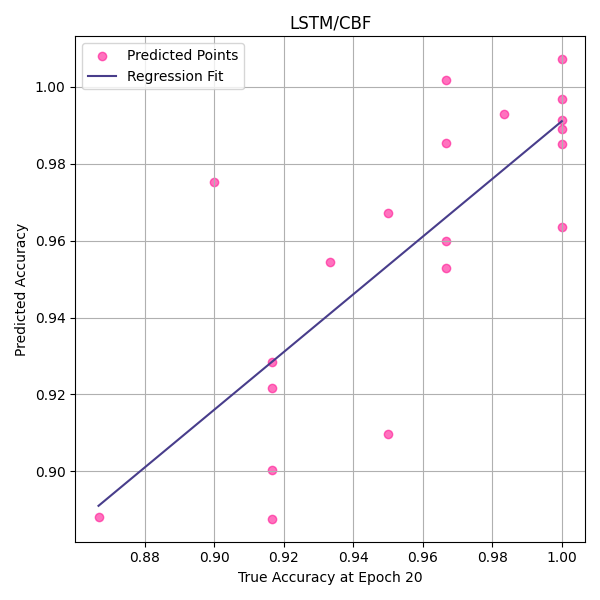 LSTM/CBF
Predicted Points
Regression Fit
1.00
0.98
0.96
0.94
0.92
0.90
Predicted Accuracy
0.88 0.90 0.92 0.94 0.96 0.98 1.00
True Accuracy at Epoch 20